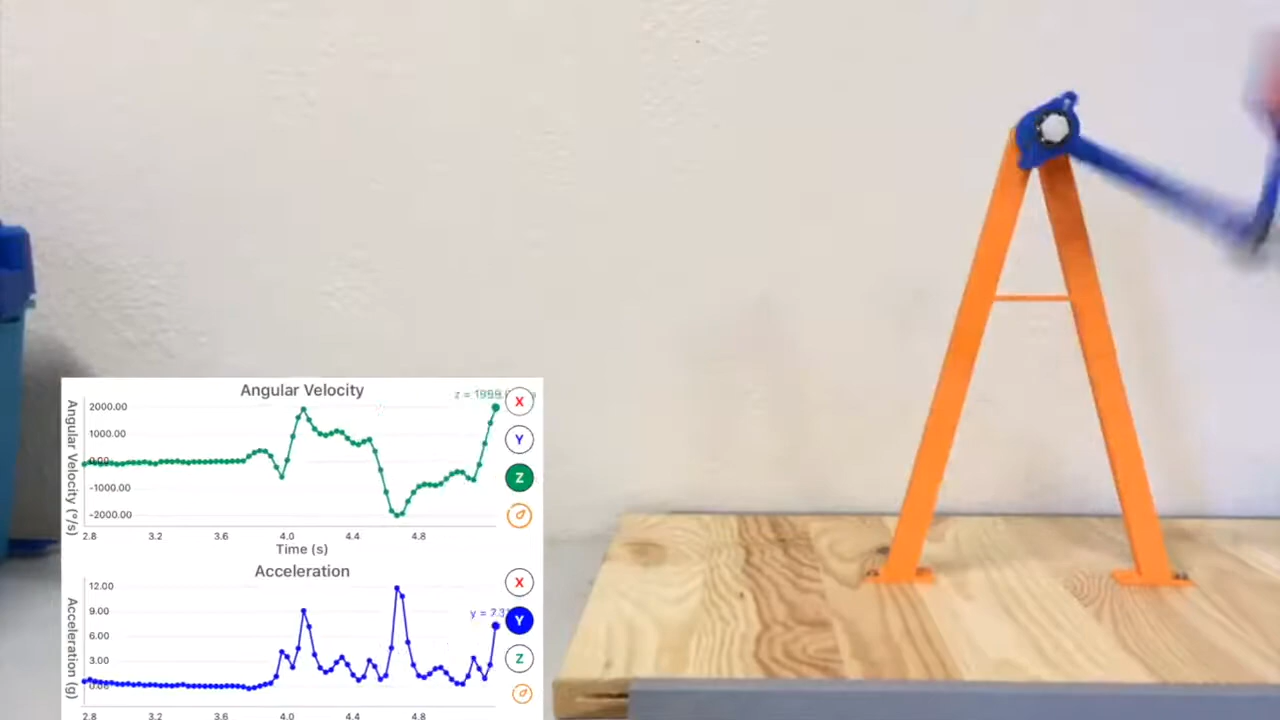 Angular Velocity
Angular Velocity (°/s)
2000.00
1000.00
0.00
-1000.00
-2000.00
2.8 3.2 3.6 4.0 4.4 4.8
Time (s)
X
Y
Z
Acceleration
Acceleration (g)
12.00
9.00
6.00
3.00
y = 7.3
2.8 3.2 3.6 4.0 4.4 4.8
X
Y
Z